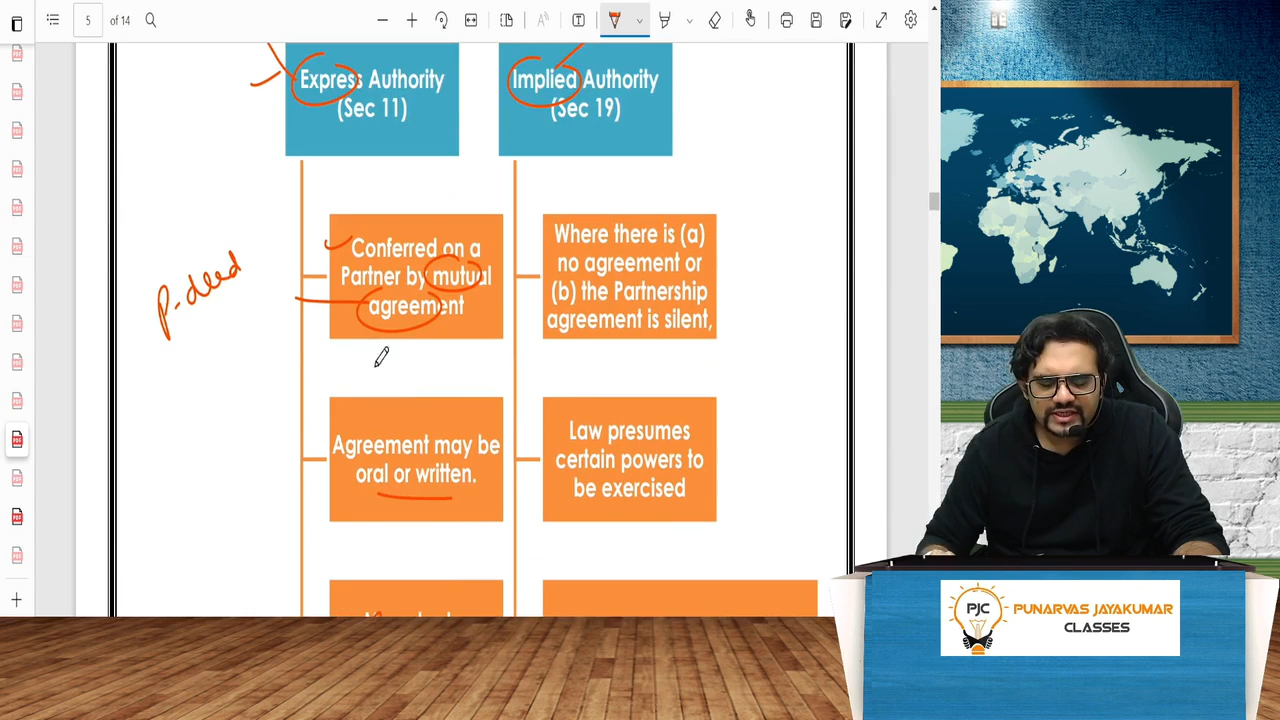 5 of 14
Express Authority
(Sec 11)
Implied Authority
(Sec 19)
P-deed
Conferred on a
Partner by mutual
agreement
Where there is (a)
no agreement or
(b) the Partnership
agreement is silent,
Agreement may be
oral or written.
Law presumes
certain powers to
be exercised
PJC
PUNARVAS JAYAKUMAR
CLASSES